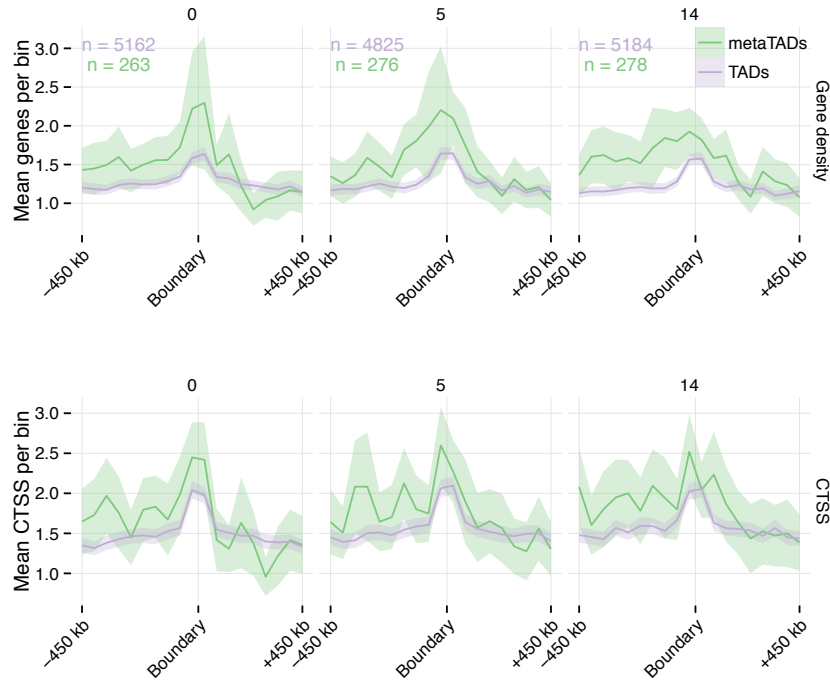 0 5 14
n = 5162 n = 4825 n = 5184
n = 263 n = 276 n = 278
metaTADs
TADs
Mean genes per bin
3.0
2.5
2.0
1.5
1.0
Gene density
−450 kb Boundary +450 kb −450 kb Boundary +450 kb −450 kb Boundary +450 kb
0 5 14
Mean CTSS per bin
3.0
2.5
2.0
1.5
1.0
CTSS
−450 kb Boundary +450 kb −450 kb Boundary +450 kb −450 kb Boundary +450 kb